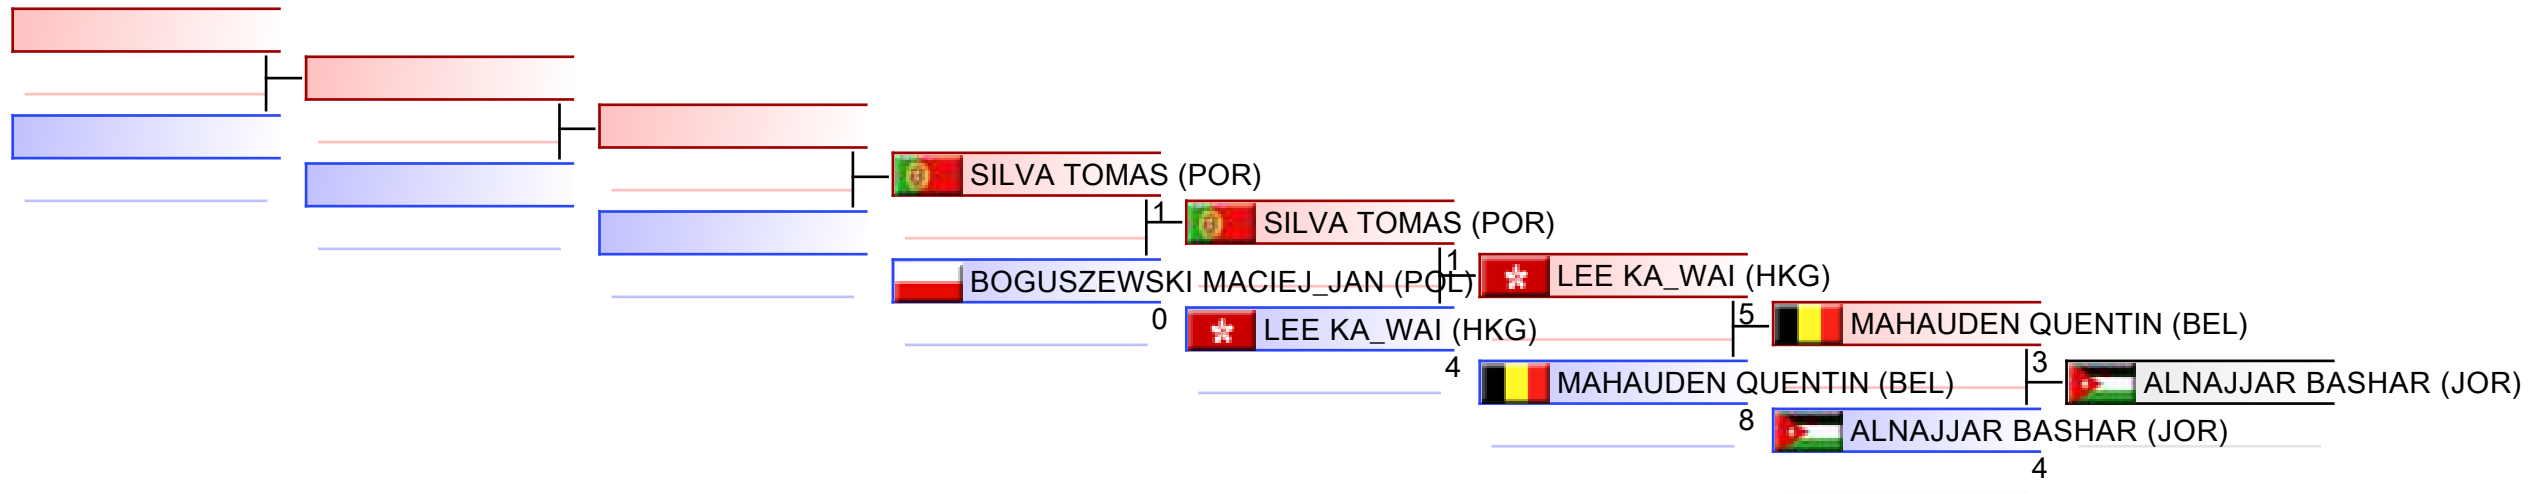 SILVA TOMAS (POR)
1
BOGUSZEWSKI MACIEJ_JAN (POL)
0
SILVA TOMAS (POR)
1
LEE KA_WAI (HKG)
4
LEE KA_WAI (HKG)
5
MAHAUDEN QUENTIN (BEL)
8
MAHAUDEN QUENTIN (BEL)
3
ALNAJJAR BASHAR (JOR)
4
ALNAJJAR BASHAR (JOR)